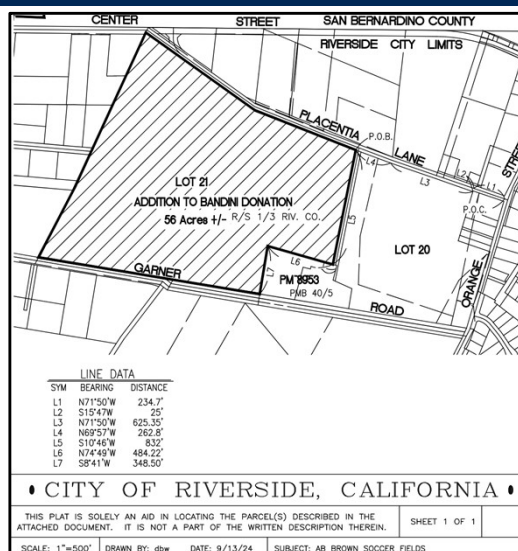 CENTER STREET SAN BERNARDINO COUNTY
RIVERSIDE CITY LIMITS
PLACENTIA LANE
P.O.B.
L4
L3
L2
L1
P.O.C.
LOT 21
ADDITION TO BANDINI DONATION
56 Acres +/- R/S 1/3 RIV. CO.
L5
LOT 20
ORANGE
GARNER ROAD
L6
L7
PM 8953
PMB 40/5
LINE DATA
SYM BEARING DISTANCE
L1 N71°50'W 234.7'
L2 S15°47'W 25'
L3 N71°50'W 625.35'
L4 N69°57'W 262.8'
L5 S10°46'W 832'
L6 N74°49'W 484.22'
L7 S8°41'W 348.50'
• CITY OF RIVERSIDE, CALIFORNIA •
THIS PLAT IS SOLELY AN AID IN LOCATING THE PARCEL(S) DESCRIBED IN THE
ATTACHED DOCUMENT. IT IS NOT A PART OF THE WRITTEN DESCRIPTION THEREIN.
SHEET 1 OF 1
SCALE: 1"=500' DRAWN BY: dbw DATE: 9/13/24 SUBJECT: AB BROWN SOCCER FIELDS